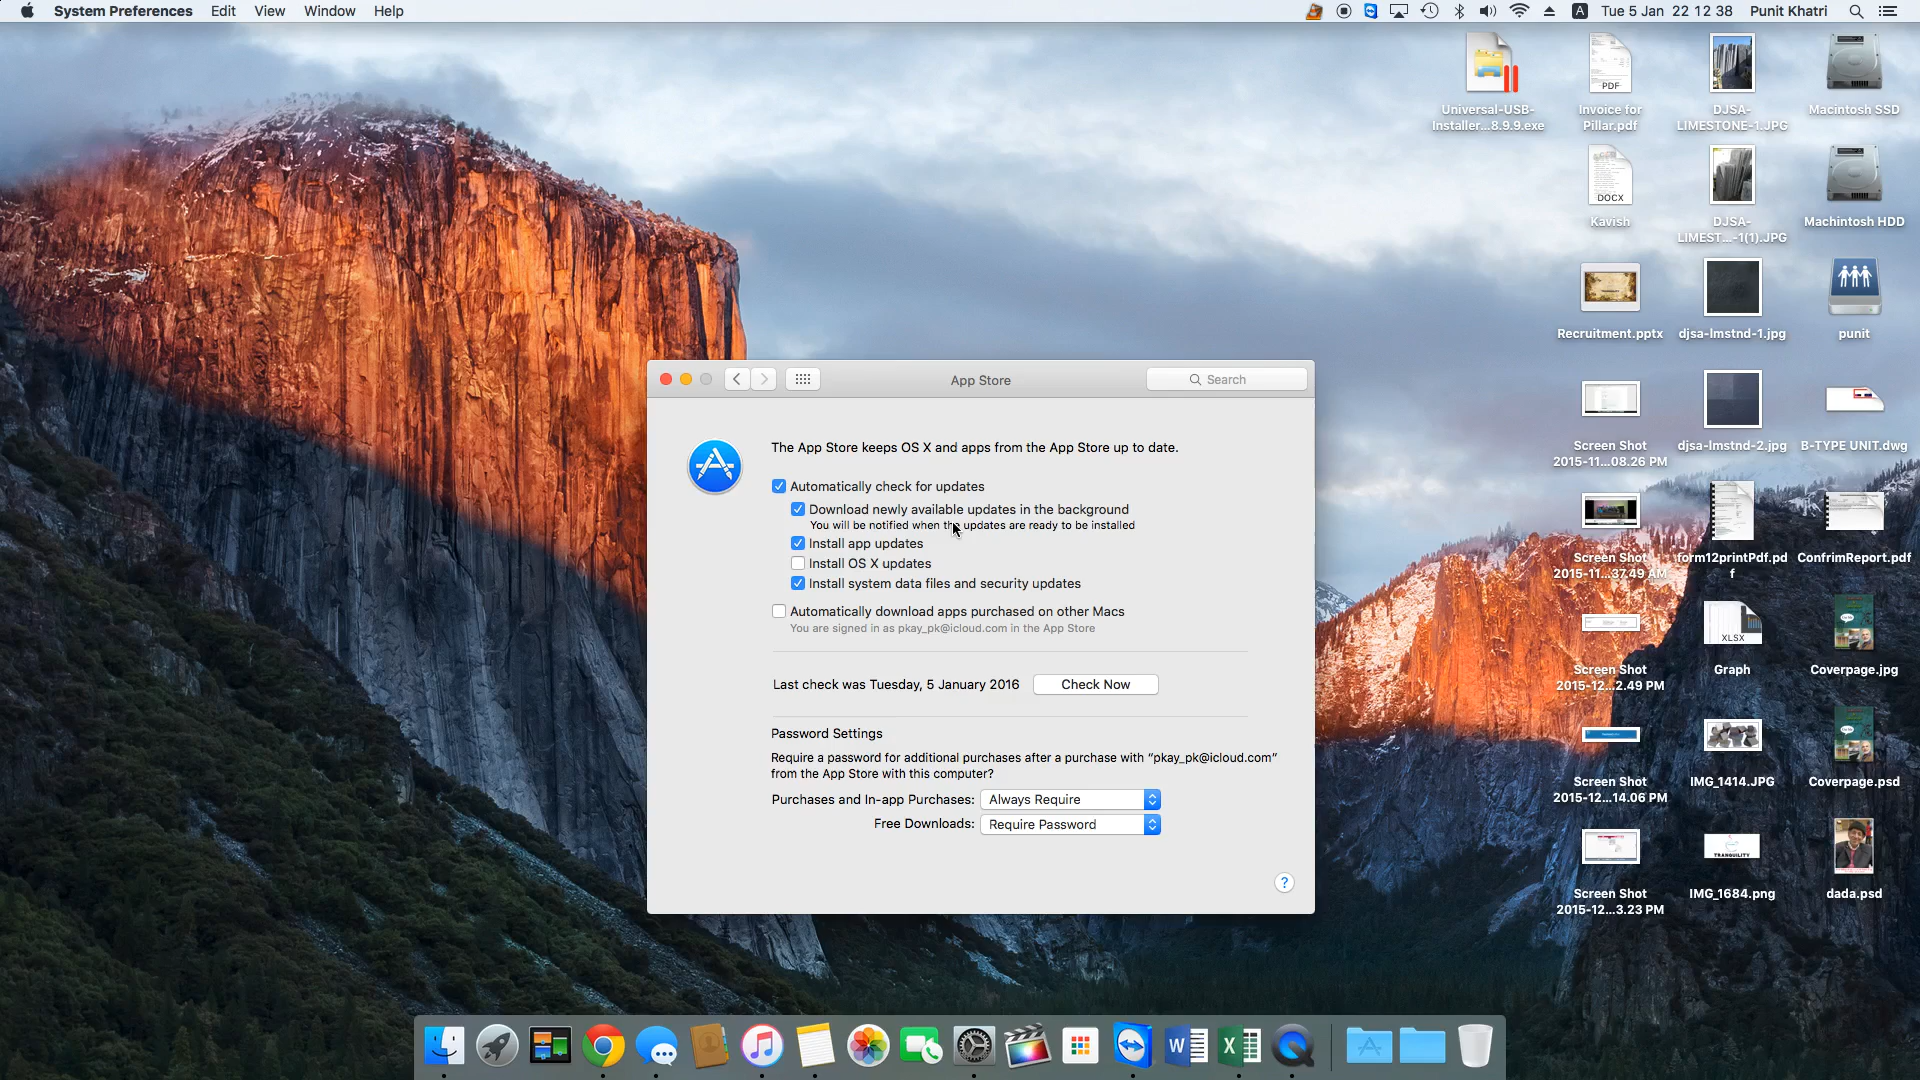 System Preferences Edit View Window Help
A Tue 5 Jan 22 12 38 Punit Khatri
Universal-USB-
Installer...8.9.9.exe
PDF
Invoice for
Pillar.pdf
DJSA-
LIMESTONE-1.JPG
Macintosh SSD
DOCX
Kavish
DJSA-
LIMEST...-1(1).JPG
Machintosh HDD
Recruitment.pptx
djsa-lmstnd-1.jpg
punit
Screen Shot
2015-11...08.26 PM
djsa-lmstnd-2.jpg
B-TYPE UNIT.dwg
Screen Shot
2015-11...37.49 AM
form12printPdf.pd
f
ConfrimReport.pdf
Screen Shot
2015-12...2.49 PM
XLSX
Graph
Coverpage.jpg
Screen Shot
2015-12...14.06 PM
IMG_1414.JPG
Coverpage.psd
Screen Shot
2015-12...3.23 PM
TRANQUILITY
IMG_1684.png
dada.psd
App Store
Search
The App Store keeps OS X and apps from the App Store up to date.
Automatically check for updates
Download newly available updates in the background
You will be notified when the updates are ready to be installed
Install app updates
Install OS X updates
Install system data files and security updates
Automatically download apps purchased on other Macs
You are signed in as pkay_pk@icloud.com in the App Store
Last check was Tuesday, 5 January 2016 Check Now
Password Settings
Require a password for additional purchases after a purchase with “pkay_pk@icloud.com”
from the App Store with this computer?
Purchases and In-app Purchases: Always Require
Free Downloads: Require Password
?
W
X